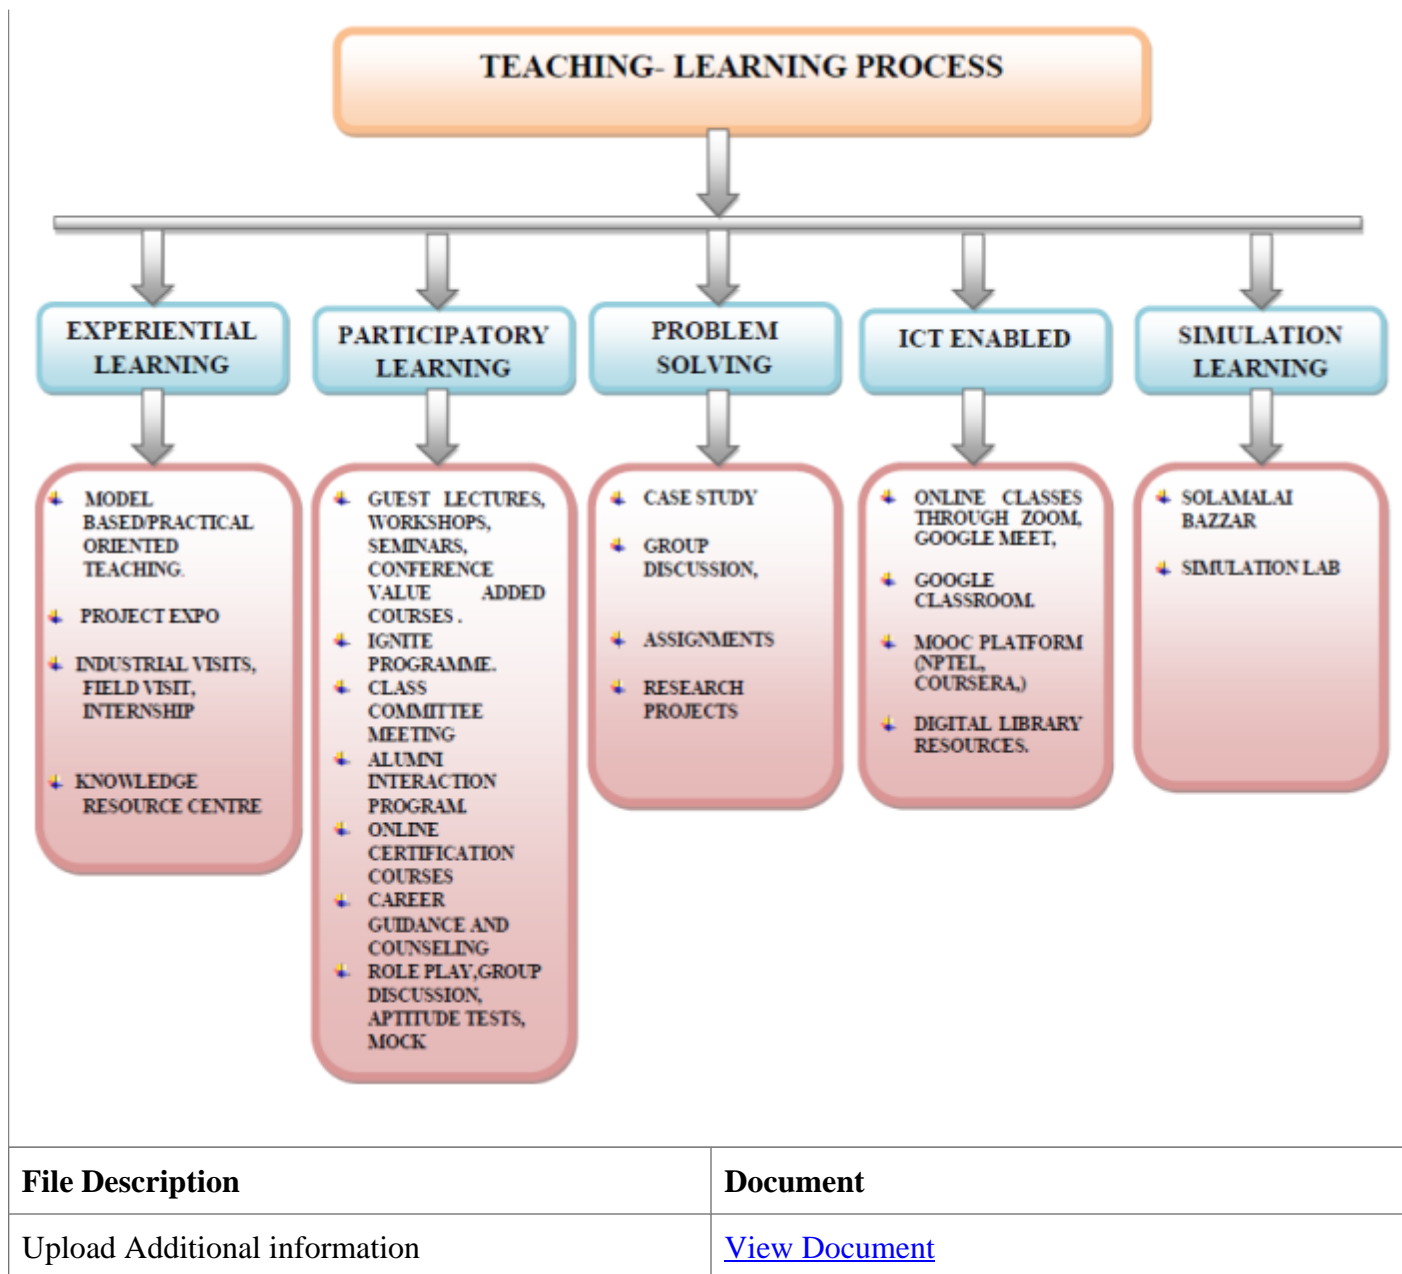 TEACHING- LEARNING PROCESS
EXPERIENTIAL
LEARNING
PARTICIPATORY
LEARNING
PROBLEM
SOLVING
ICT ENABLED
SIMULATION
LEARNING
MODEL
BASED/PRACTICAL
ORIENTED
TEACHING.
PROJECT EXPO
INDUSTRIAL VISITS,
FIELD VISIT,
INTERNSHIP
KNOWLEDGE
RESOURCE CENTRE
GUEST LECTURES,
WORKSHOPS,
SEMINARS,
CONFERENCE
VALUE ADDED
COURSES .
IGNITE
PROGRAMME.
CLASS
COMMITTEE
MEETING
ALUMNI
INTERACTION
PROGRAM.
ONLINE
CERTIFICATION
COURSES
CAREER
GUIDANCE AND
COUNSELING
ROLE PLAY,GROUP
DISCUSSION,
APTITUDE TESTS,
MOCK
CASE STUDY
GROUP
DISCUSSION,
ASSIGNMENTS
RESEARCH
PROJECTS
ONLINE CLASSES
THROUGH ZOOM,
GOOGLE MEET,
GOOGLE
CLASSROOM.
MOOC PLATFORM
(NPTEL,
COURSERA,)
DIGITAL LIBRARY
RESOURCES.
SOLAMALAI
BAZZAR
SIMULATION LAB
File Description
Document
Upload Additional information
View Document